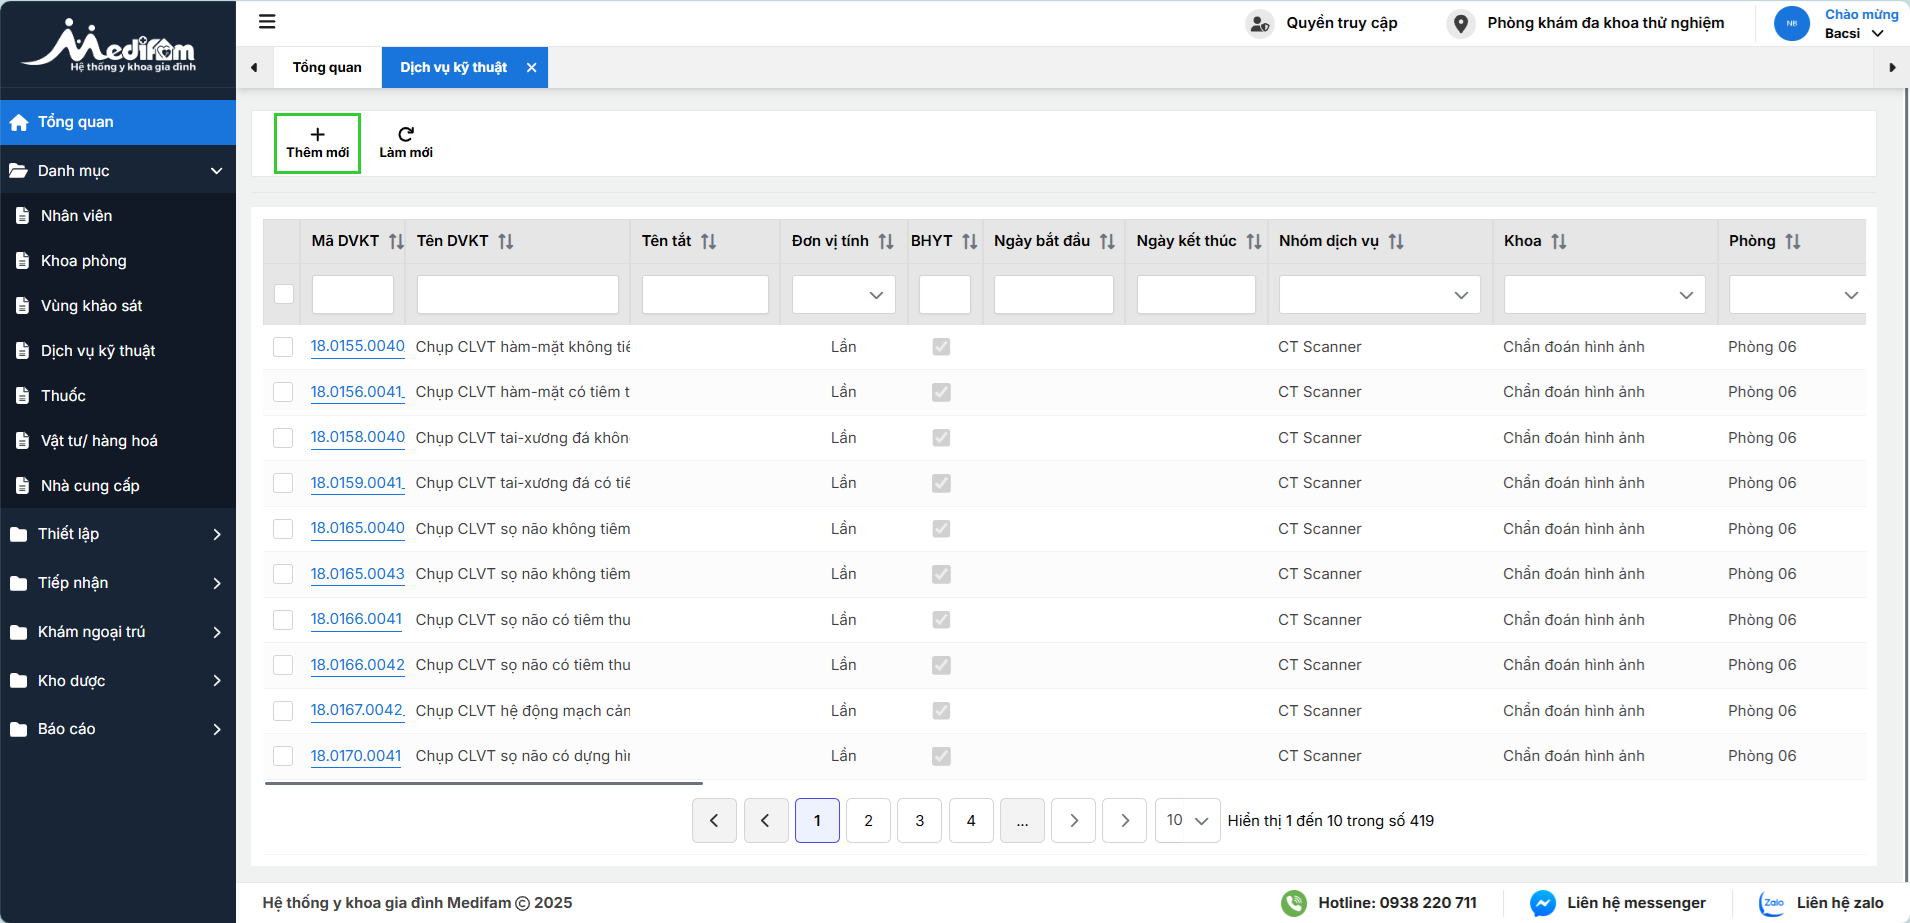 Medifam
Hệ thống y khoa gia đình
Quyền truy cập
Phòng khám đa khoa thử nghiệm
NB
Chào mừng
Bacsi
Tổng quan
Dịch vụ kỹ thuật
Tổng quan
Danh mục
Nhân viên
Khoa phòng
Vùng khảo sát
Dịch vụ kỹ thuật
Thuốc
Vật tư/ hàng hoá
Nhà cung cấp
Thiết lập
Tiếp nhận
Khám ngoại trú
Kho dược
Báo cáo
Thêm mới
Làm mới
Mã DVKT Tên DVKT Tên tắt Đơn vị tính BHYT Ngày bắt đầu Ngày kết thúc Nhóm dịch vụ Khoa Phòng
18.0155.0040 Chụp CLVT hàm-mặt không tiê Lần CT Scanner Chẩn đoán hình ảnh Phòng 06
18.0156.0041_ Chụp CLVT hàm-mặt có tiêm t Lần CT Scanner Chẩn đoán hình ảnh Phòng 06
18.0158.0040 Chụp CLVT tai-xương đá khôn Lần CT Scanner Chẩn đoán hình ảnh Phòng 06
18.0159.0041_ Chụp CLVT tai-xương đá có tiê Lần CT Scanner Chẩn đoán hình ảnh Phòng 06
18.0165.0040 Chụp CLVT sọ não không tiêm Lần CT Scanner Chẩn đoán hình ảnh Phòng 06
18.0165.0043 Chụp CLVT sọ não không tiêm Lần CT Scanner Chẩn đoán hình ảnh Phòng 06
18.0166.0041 Chụp CLVT sọ não có tiêm thu Lần CT Scanner Chẩn đoán hình ảnh Phòng 06
18.0166.0042 Chụp CLVT sọ não có tiêm thu Lần CT Scanner Chẩn đoán hình ảnh Phòng 06
18.0167.0042_ Chụp CLVT hệ động mạch cản Lần CT Scanner Chẩn đoán hình ảnh Phòng 06
18.0170.0041 Chụp CLVT sọ não có dựng hìn Lần CT Scanner Chẩn đoán hình ảnh Phòng 06
1 2 3 4 ... 10 Hiển thị 1 đến 10 trong số 419
Hệ thống y khoa gia đình Medifam © 2025
Hotline: 0938 220 711
Liên hệ messenger
Zalo
Liên hệ zalo